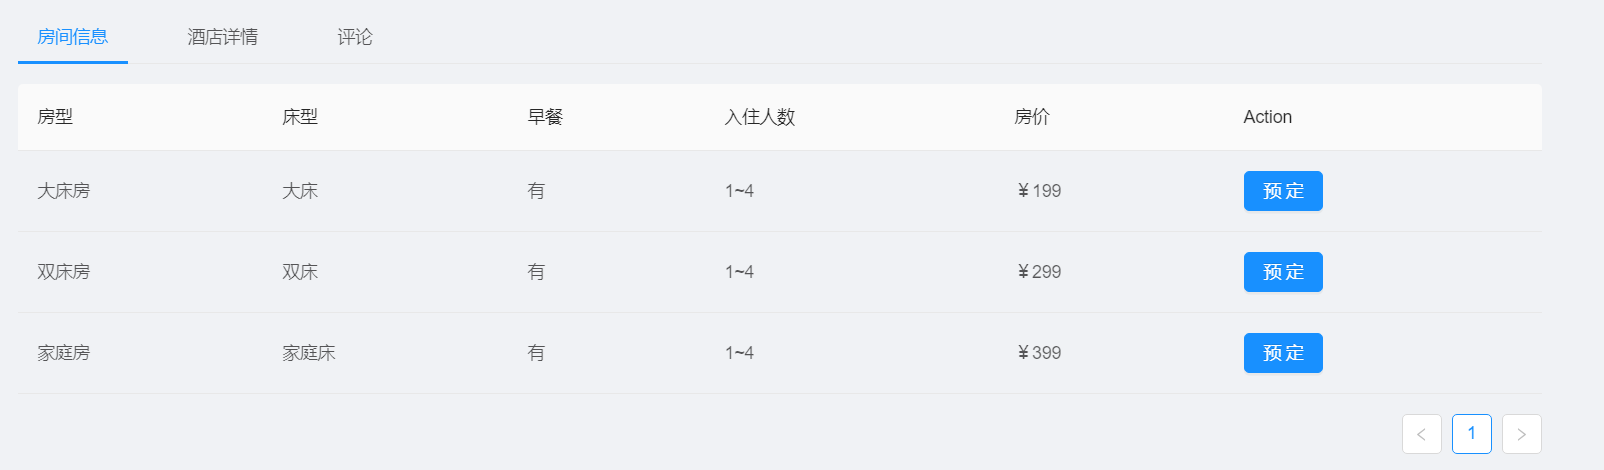 房间信息 酒店详情 评论
房型 床型 早餐 入住人数 房价 Action
大床房 大床 有 1~4 ￥199 预 定
双床房 双床 有 1~4 ￥299 预 定
家庭房 家庭床 有 1~4 ￥399 预 定
< 1 >